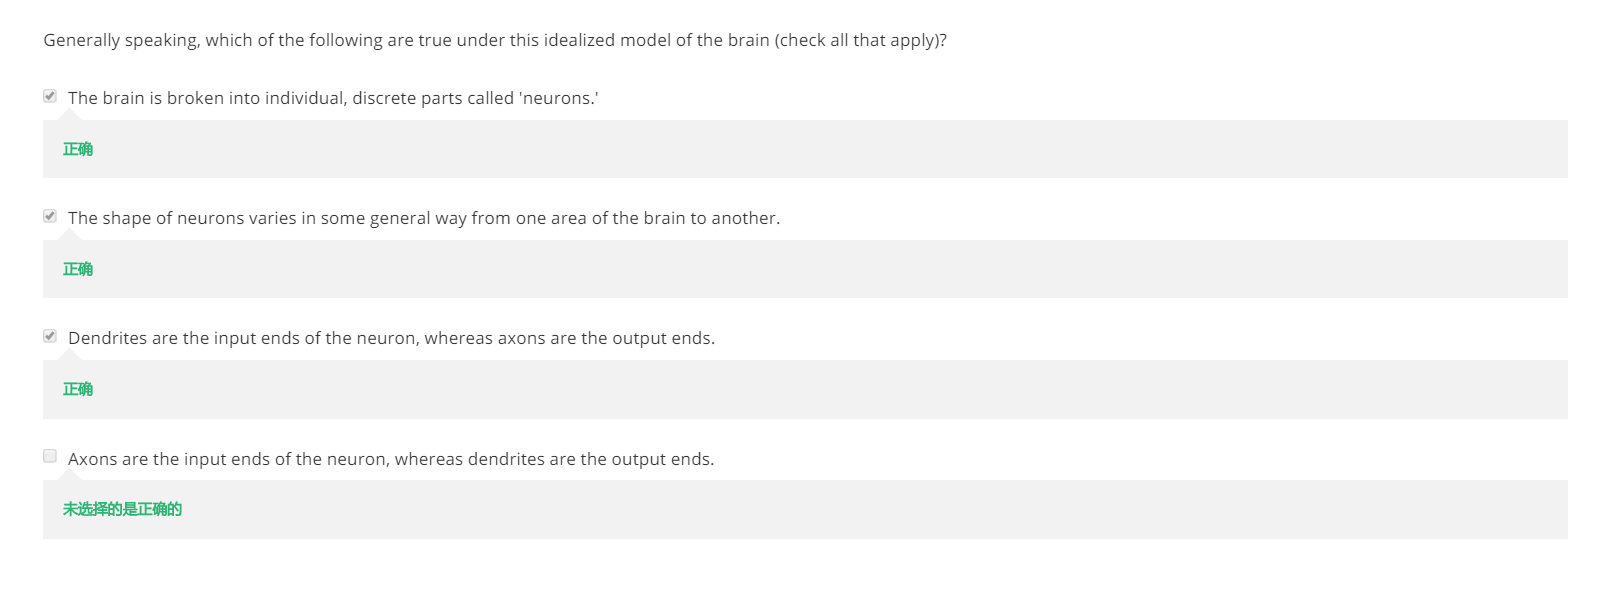 Generally speaking, which of the following are true under this idealized model of the brain (check all that apply)?
The brain is broken into individual, discrete parts called 'neurons.'
正确
The shape of neurons varies in some general way from one area of the brain to another.
正确
Dendrites are the input ends of the neuron, whereas axons are the output ends.
正确
Axons are the input ends of the neuron, whereas dendrites are the output ends.
未选择的是正确的